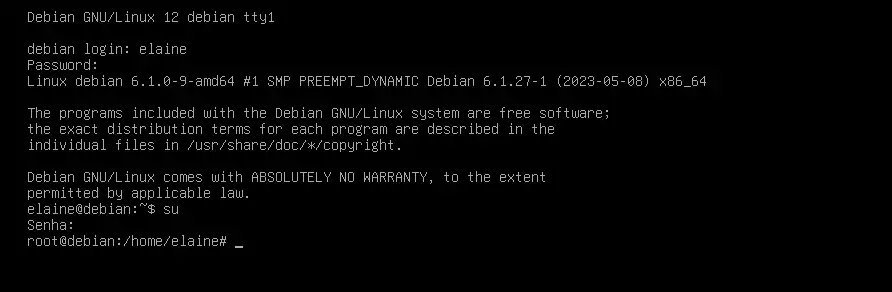 Debian GNU/Linux 12 debian tty1
debian login: elaine
Password:
Linux debian 6.1.0-9-amd64 #1 SMP PREEMPT_DYNAMIC Debian 6.1.27-1 (2023-05-08) x86_64
The programs included with the Debian GNU/Linux system are free software;
the exact distribution terms for each program are described in the
individual files in /usr/share/doc/*/copyright.
Debian GNU/Linux comes with ABSOLUTELY NO WARRANTY, to the extent
permitted by applicable law.
elaine@debian:~$ su
Senha:
root@debian:/home/elaine# _